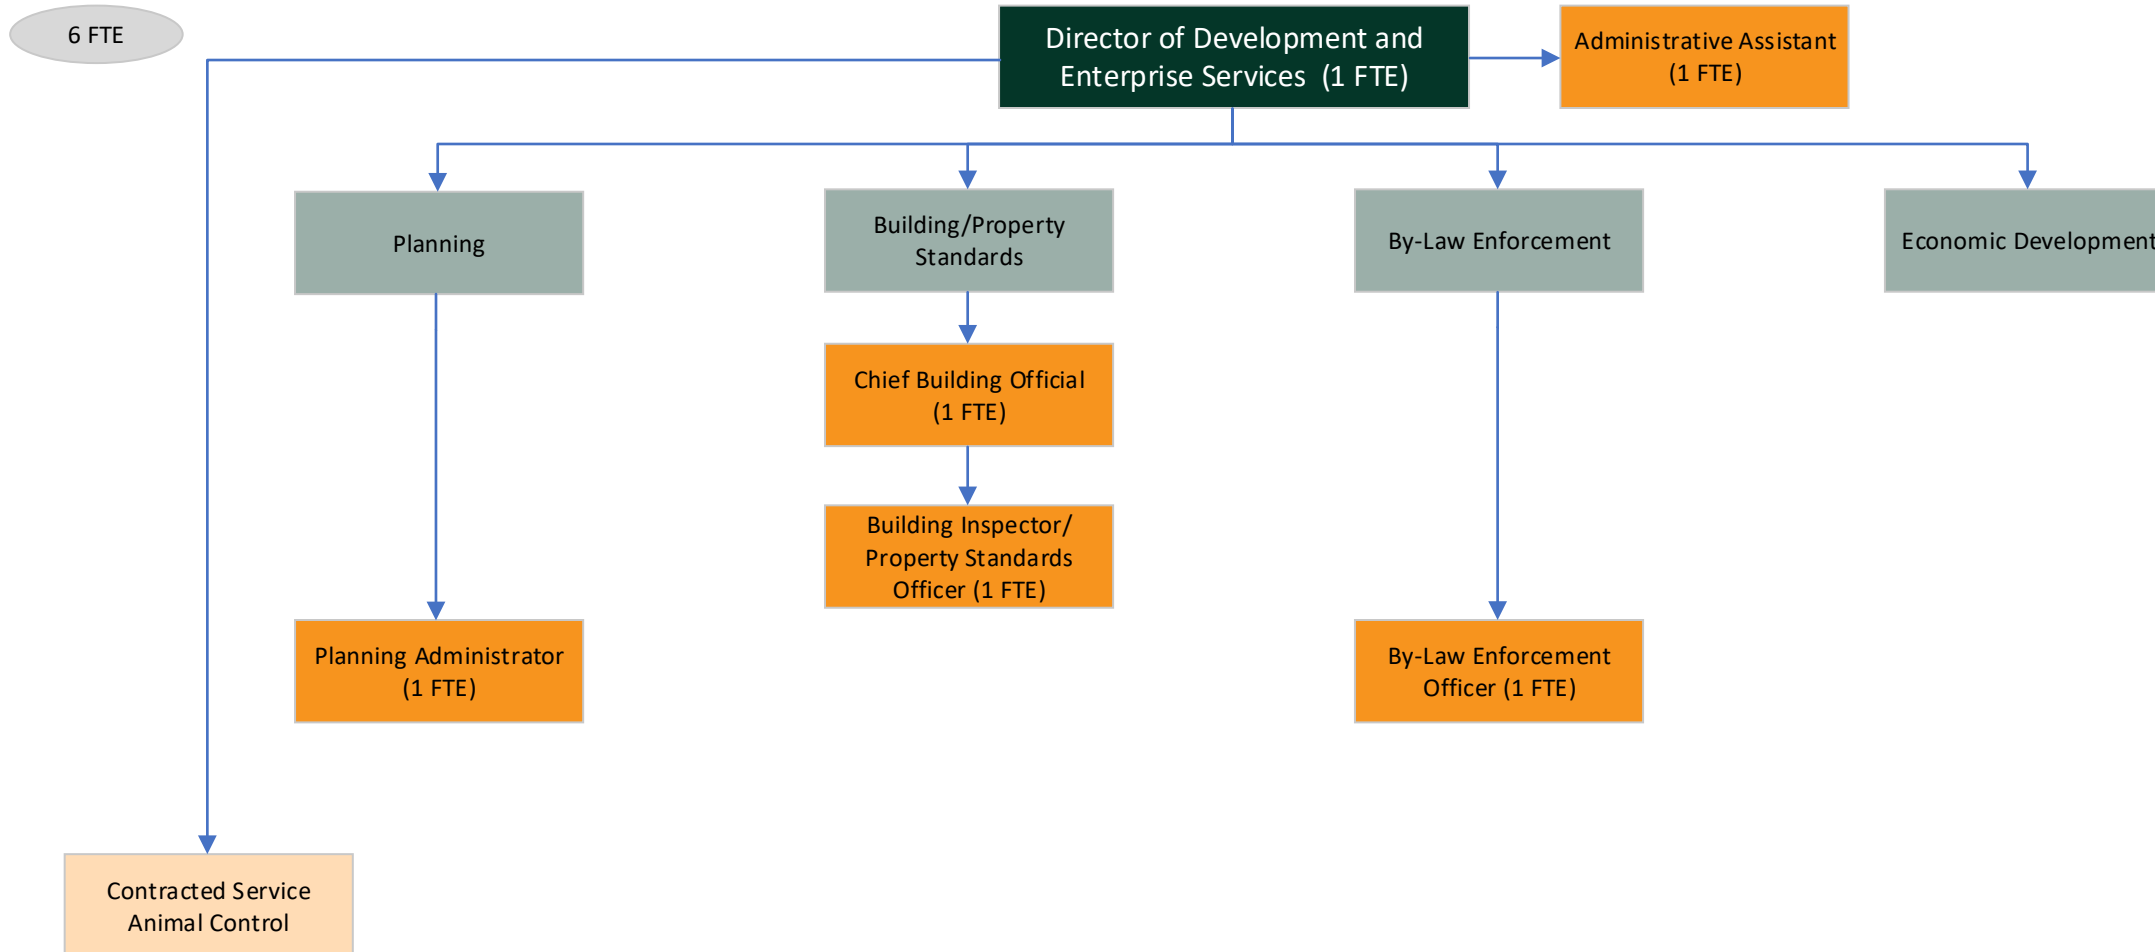 6 FTE
Director of Development and
Enterprise Services (1 FTE)
Administrative Assistant
(1 FTE)
Planning
Building/Property
Standards
By-Law Enforcement
Economic Development
Chief Building Official
(1 FTE)
Building Inspector/
Property Standards
Officer (1 FTE)
Planning Administrator
(1 FTE)
By-Law Enforcement
Officer (1 FTE)
Contracted Service
Animal Control